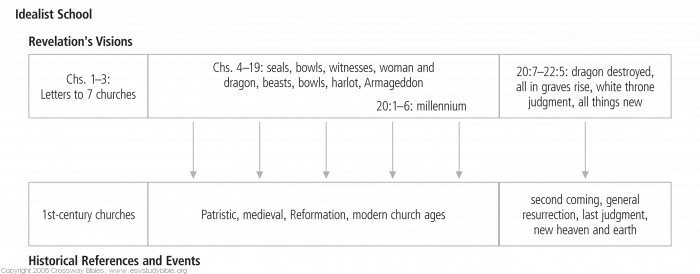 Idealist School
Revelation's Visions
Chs. 1–3:
Letters to 7 churches
Chs. 4–19: seals, bowls, witnesses, woman and
dragon, beasts, bowls, harlot, Armageddon
20:1–6: millennium
20:7–22:5: dragon destroyed,
all in graves rise, white throne
judgment, all things new
1st-century churches
Patristic, medieval, Reformation, modern church ages
second coming, general
resurrection, last judgment,
new heaven and earth
Historical References and Events
Copyright 2008 Crossway Bibles, www.esvstudybible.org